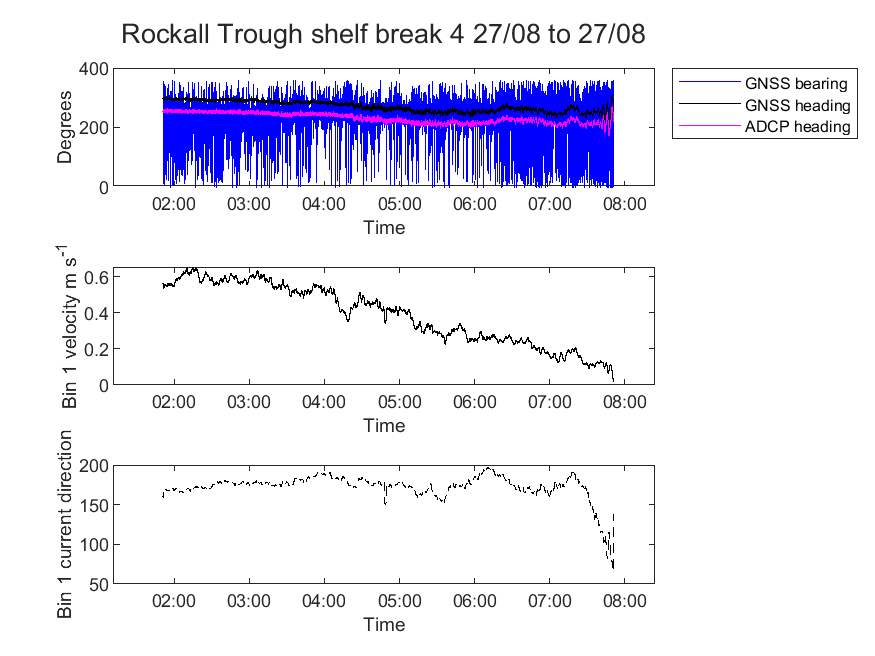 Rockall Trough shelf break 4 27/08 to 27/08
400
200
0
Degrees
02:00 03:00 04:00 05:00 06:00 07:00 08:00
Time
GNSS bearing
GNSS heading
ADCP heading
0.6
0.4
0.2
0
Bin 1 velocity m s-1
02:00 03:00 04:00 05:00 06:00 07:00 08:00
Time
200
150
100
50
Bin 1 current direction
02:00 03:00 04:00 05:00 06:00 07:00 08:00
Time